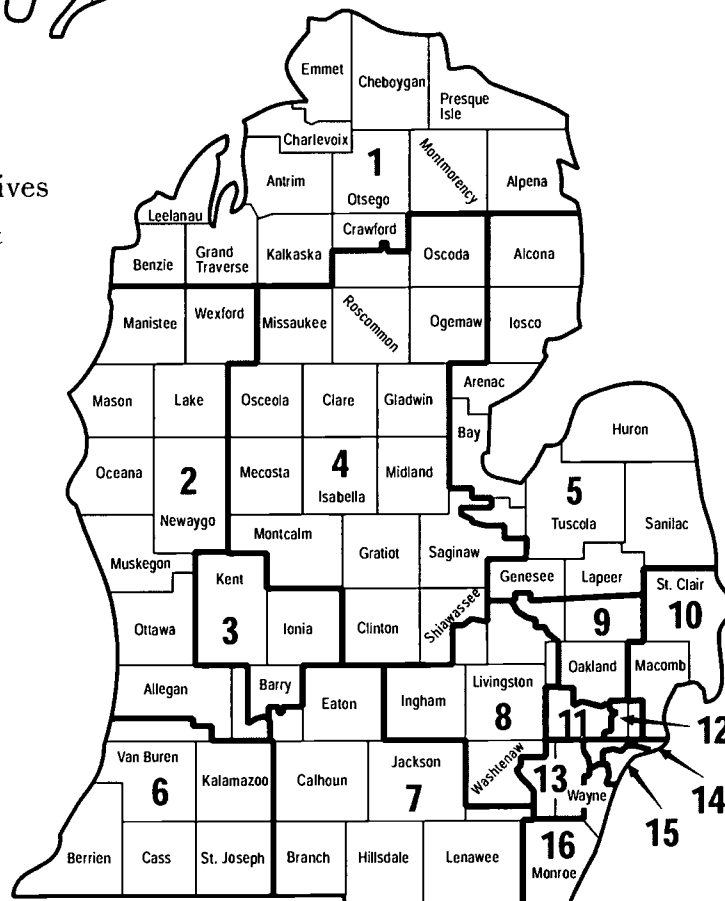 Emmet
Cheboygan
Presque
Isle
Charlevoix
1
Montmorency
Antrim
Otsego
Alpena
ives
Leelanau
Crawford
Benzie
Grand
Traverse
Kalkaska
Oscoda
Alcona
Manistee
Wexford
Missaukee
Roscommon
Ogemaw
Iosco
Mason
Lake
Osceola
Clare
Gladwin
Arenac
Bay
Huron
Oceana
2
Newaygo
Mecosta
4
Isabella
Midland
5
Tuscola
Sanilac
Muskegon
Montcalm
Gratiot
Saginaw
Kent
Genesee
Lapeer
St. Clair
10
Ottawa
3
Ionia
Clinton
Shiawassee
9
Allegan
Barry
Eaton
Ingham
Livingston
8
Oakland
Macomb
11
12
Van Buren
6
Kalamazoo
Calhoun
Jackson
7
Washtenaw
13
Wayne
14
15
Berrien
Cass
St. Joseph
Branch
Hillsdale
Lenawee
16
Monroe